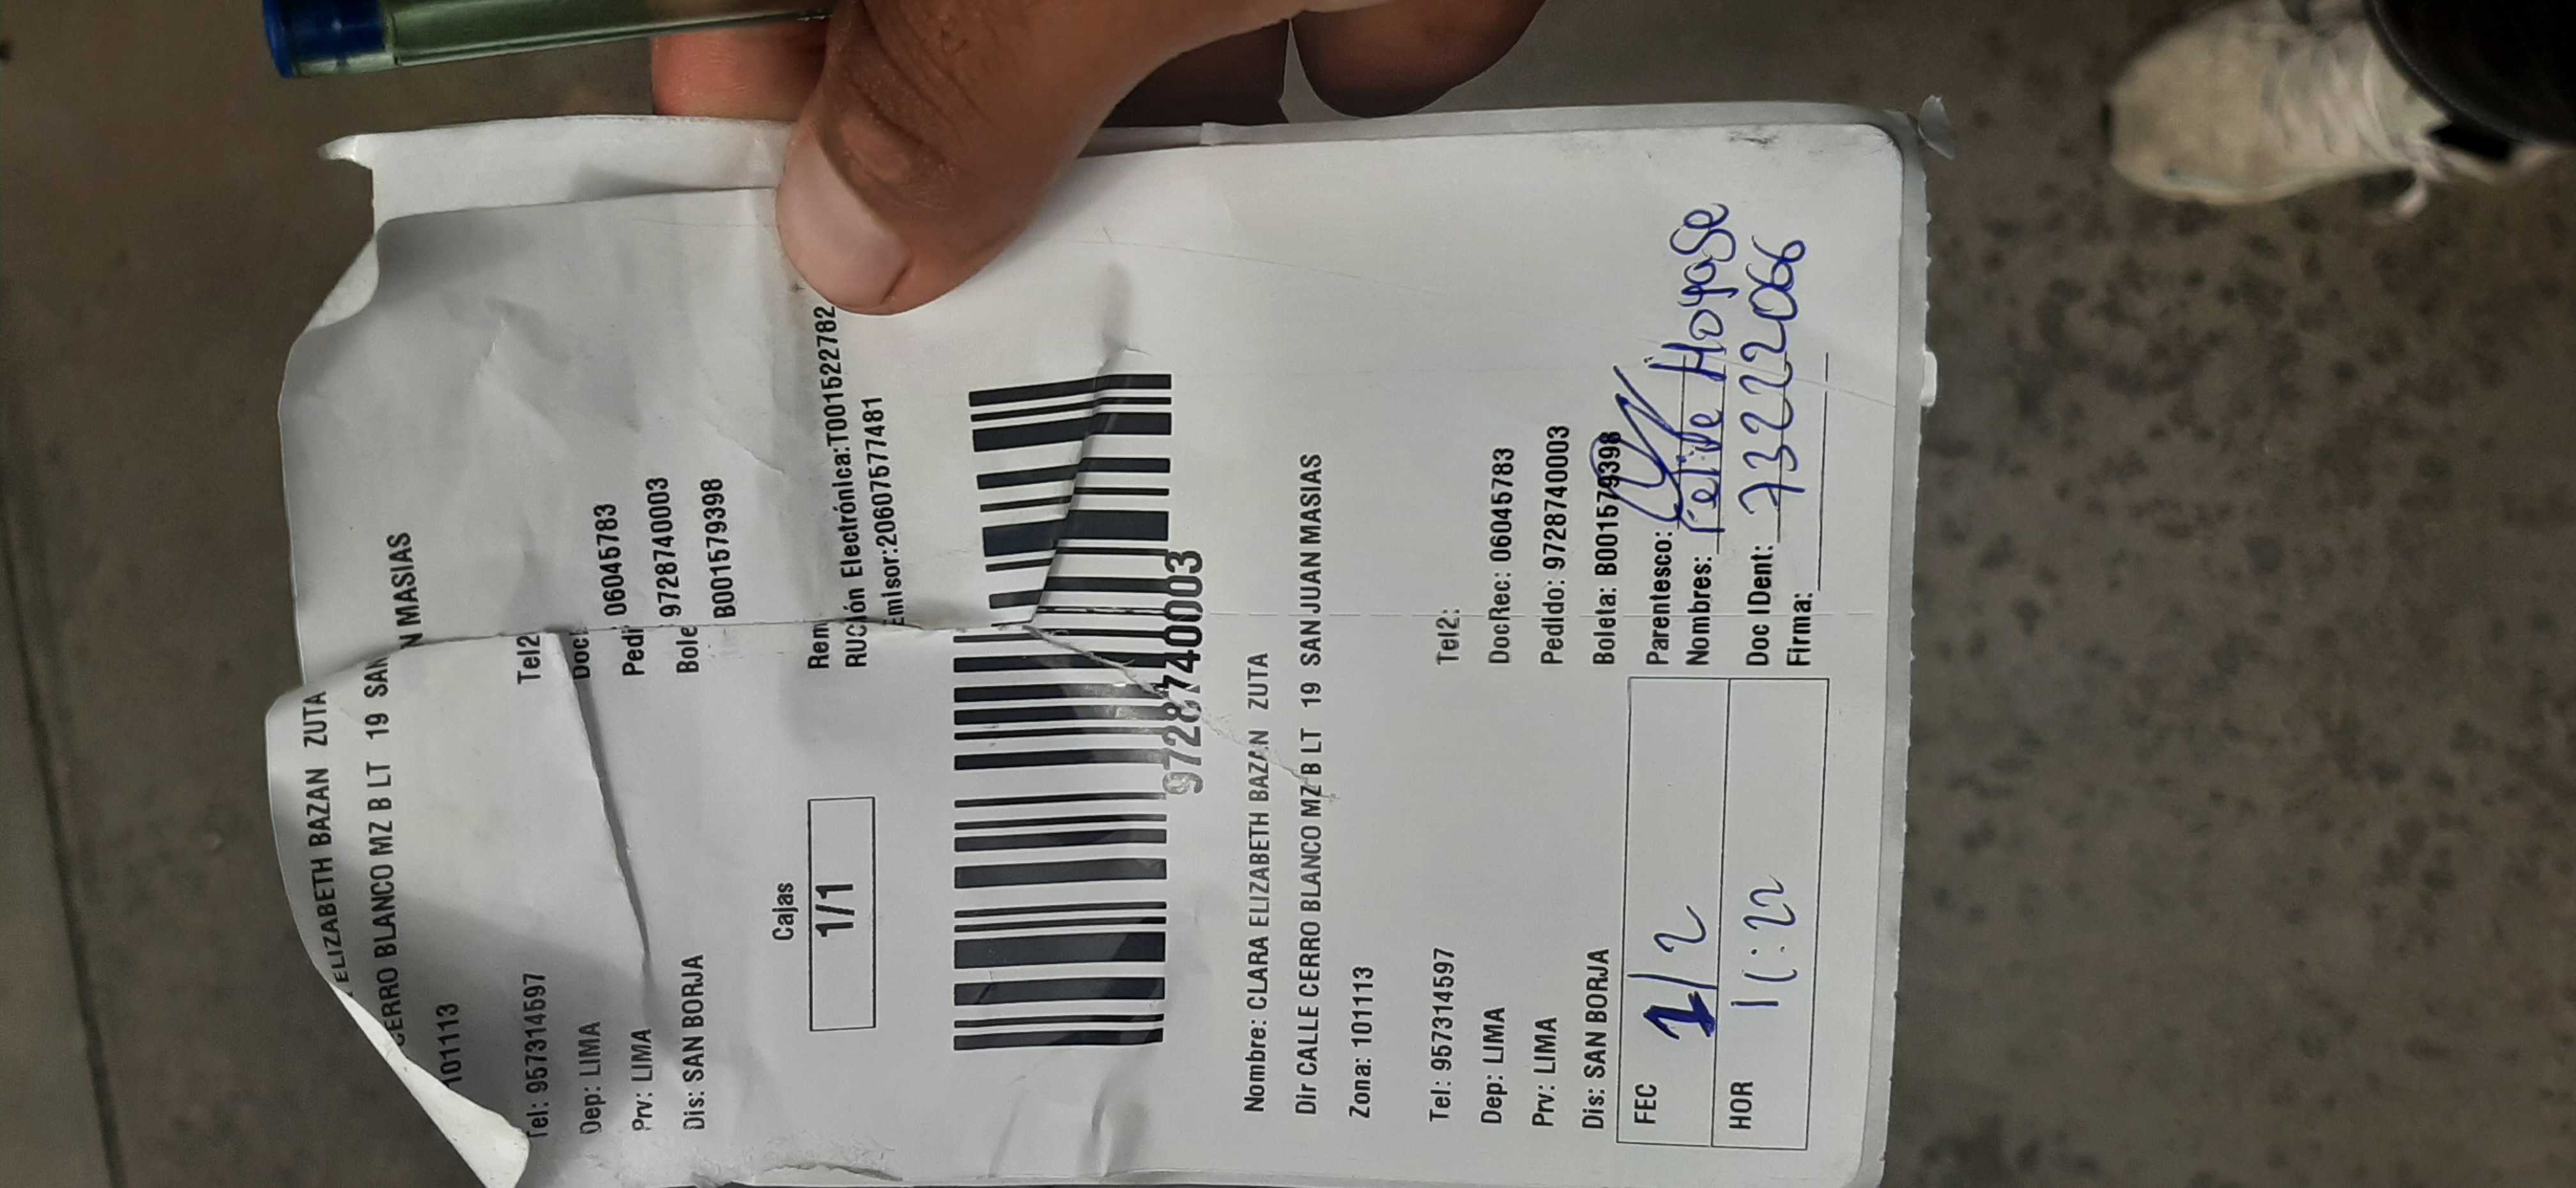 ELIZABETH BAZAN ZUTA
CERRO BLANCO MZ B LT 19 SAN N MASIAS
101113
Tel: 957314597 Tel2
Dep: LIMA Doc 06045783
Prv: LIMA Pedi 9728740003
Dis: SAN BORJA Bole B001579398
Cajas
1/1
Rem ión Electrónica:T001522782
RUC Emisor:20607577481
9728740003
Nombre: CLARA ELIZABETH BAZAN ZUTA
Dir CALLE CERRO BLANCO MZ B LT 19 SAN JUAN MASIAS
Zona: 101113
Tel: 957314597 Tel2:
Dep: LIMA DocRec: 06045783
Prv: LIMA Pedido: 9728740003
Dis: SAN BORJA Boleta: B001579398
FEC 1/2 Parentesco:
Nombres:
HOR 11:22 Doc IDent: 73222066
Firma: